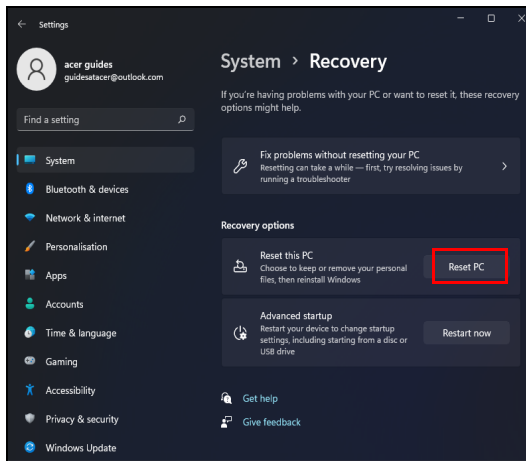 Settings
acer guides
guidesatacer@outlook.com
Find a setting
System
Bluetooth & devices
Network & internet
Personalisation
Apps
Accounts
Time & language
Gaming
Accessibility
Privacy & security
Windows Update
System > Recovery
If you're having problems with your PC or want to reset it, these recovery
options might help.
Fix problems without resetting your PC
Resetting can take a while — first, try resolving issues by
running a troubleshooter
Recovery options
Reset this PC
Choose to keep or remove your personal
files, then reinstall Windows
Reset PC
Advanced startup
Restart your device to change startup
settings, including starting from a disc or
USB drive
Restart now
Get help
Give feedback